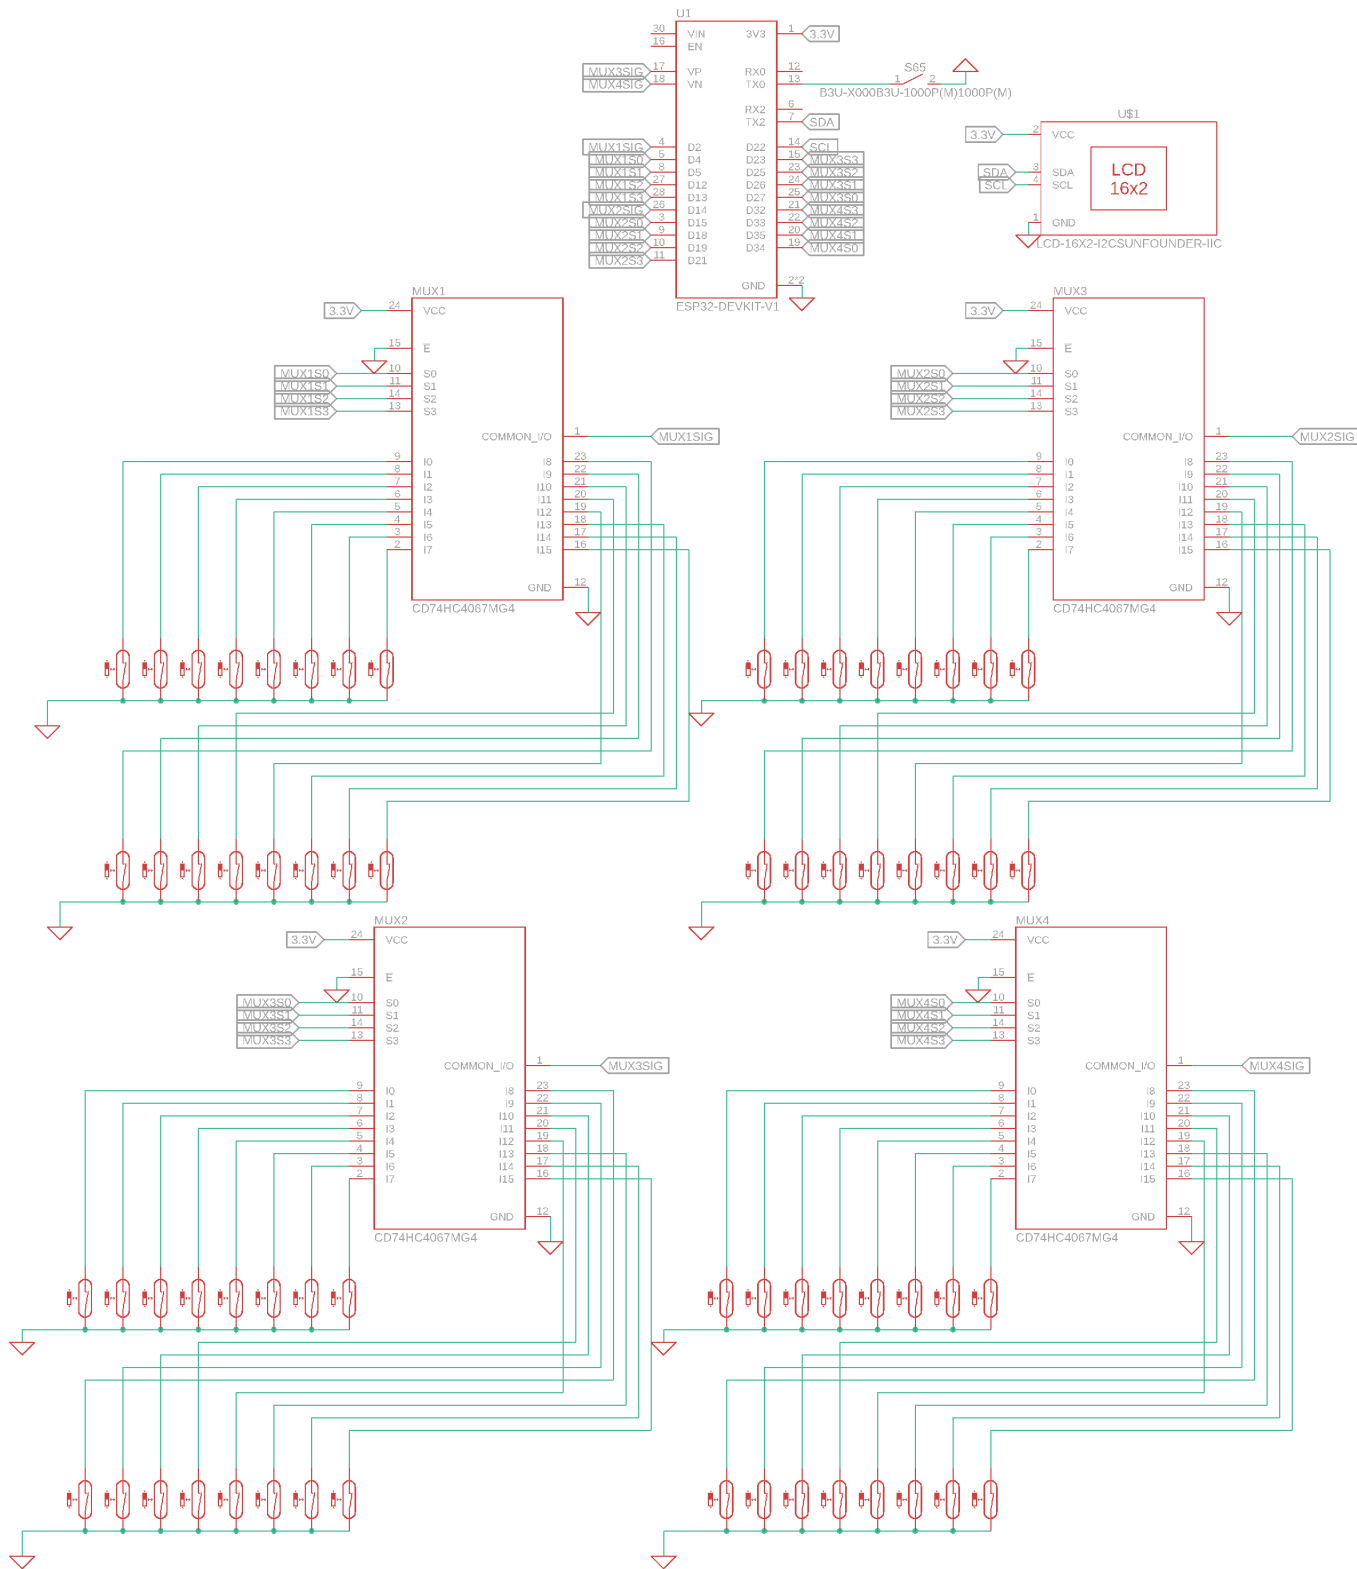 U1
30 VIN 3V3 1 3.3V
16 EN
MUX3SIG 17 VP RX0 12
MUX4SIG 18 VN TX0 13
RX2 6
TX2 7 SDA
MUX1SIG 4 D2 D22 14 SCL
MUX1S0 5 D4 D23 15 MUX3S3
MUX1S1 8 D5 D25 23 MUX3S2
MUX1S2 27 D12 D26 24 MUX3S1
MUX1S3 28 D13 D27 25 MUX3S0
MUX2SIG 26 D14 D32 21 MUX4S3
MUX2S0 3 D15 D33 22 MUX4S2
MUX2S1 9 D18 D35 20 MUX4S1
MUX2S2 10 D19 D34 19 MUX4S0
MUX2S3 11 D21
GND 2*2
ESP32-DEVKIT-V1
S65
1 2
B3U-X000B3U-1000P(M)1000P(M)
U$1
3.3V 2 VCC
SDA 3 SDA
SCL 4 SCL
1 GND
LCD
16x2
LCD-16X2-I2CSUNFOUNDER-IIC
MUX1
3.3V 24 VCC
15 E
MUX1S0 10 S0
MUX1S1 11 S1
MUX1S2 14 S2
MUX1S3 13 S3
COMMON_I/O 1 MUX1SIG
9 I0 I8 23
8 I1 I9 22
7 I2 I10 21
6 I3 I11 20
5 I4 I12 19
4 I5 I13 18
3 I6 I14 17
2 I7 I15 16
GND 12
CD74HC4067MG4
MUX3
3.3V 24 VCC
15 E
MUX2S0 10 S0
MUX2S1 11 S1
MUX2S2 14 S2
MUX2S3 13 S3
COMMON_I/O 1 MUX2SIG
9 I0 I8 23
8 I1 I9 22
7 I2 I10 21
6 I3 I11 20
5 I4 I12 19
4 I5 I13 18
3 I6 I14 17
2 I7 I15 16
GND 12
CD74HC4067MG4
MUX2
3.3V 24 VCC
15 E
MUX3S0 10 S0
MUX3S1 11 S1
MUX3S2 14 S2
MUX3S3 13 S3
COMMON_I/O 1 MUX3SIG
9 I0 I8 23
8 I1 I9 22
7 I2 I10 21
6 I3 I11 20
5 I4 I12 19
4 I5 I13 18
3 I6 I14 17
2 I7 I15 16
GND 12
CD74HC4067MG4
MUX4
3.3V 24 VCC
15 E
MUX4S0 10 S0
MUX4S1 11 S1
MUX4S2 14 S2
MUX4S3 13 S3
COMMON_I/O 1 MUX4SIG
9 I0 I8 23
8 I1 I9 22
7 I2 I10 21
6 I3 I11 20
5 I4 I12 19
4 I5 I13 18
3 I6 I14 17
2 I7 I15 16
GND 12
CD74HC4067MG4